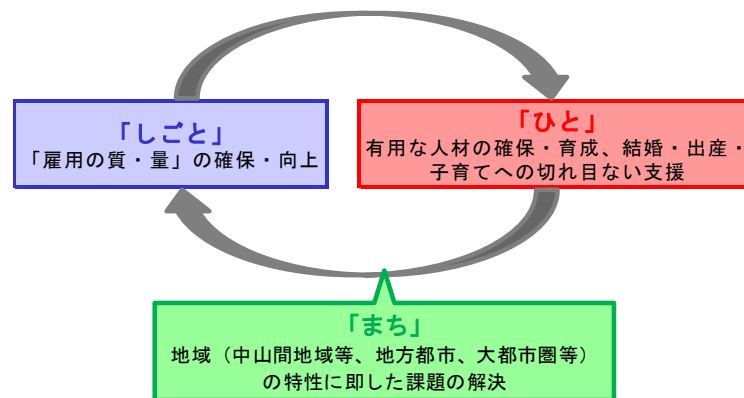 「しごと」
「雇用の質・量」の確保・向上
「ひと」
有用な人材の確保・育成、結婚・出産・
子育てへの切れ目ない支援
「まち」
地域（中山間地域等、地方都市、大都市圏等）
の特性に即した課題の解決